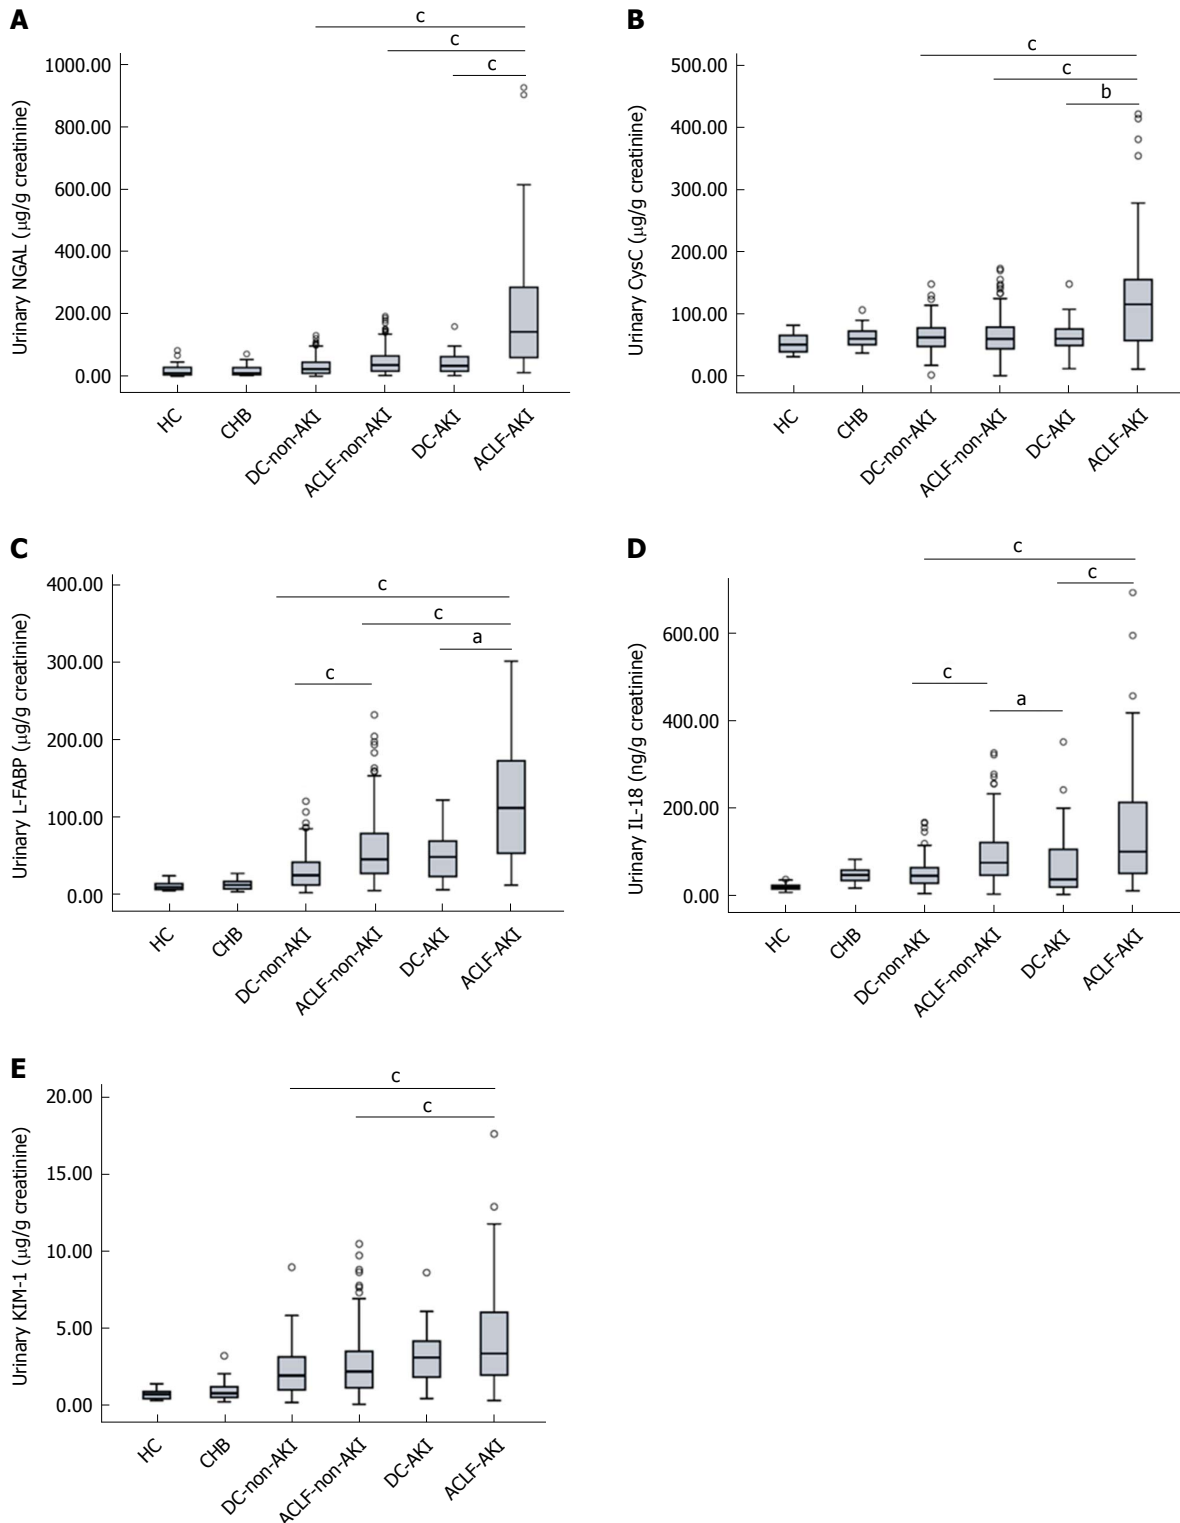 A
c
c
c
1000.00
800.00
600.00
400.00
200.00
0.00
Urinary NGAL (μg/g creatinine)
HC
CHB
DC-non-AKI
ACLF-non-AKI
DC-AKI
ACLF-AKI
B
c
c
b
500.00
400.00
300.00
200.00
100.00
0.00
Urinary CysC (μg/g creatinine)
HC
CHB
DC-non-AKI
ACLF-non-AKI
DC-AKI
ACLF-AKI
C
c
c
a
c
400.00
300.00
200.00
100.00
0.00
Urinary L-FABP (μg/g creatinine)
HC
CHB
DC-non-AKI
ACLF-non-AKI
DC-AKI
ACLF-AKI
D
c
c
c
a
600.00
400.00
200.00
0.00
Urinary IL-18 (ng/g creatinine)
HC
CHB
DC-non-AKI
ACLF-non-AKI
DC-AKI
ACLF-AKI
E
c
c
20.00
15.00
10.00
5.00
0.00
Urinary KIM-1 (μg/g creatinine)
HC
CHB
DC-non-AKI
ACLF-non-AKI
DC-AKI
ACLF-AKI